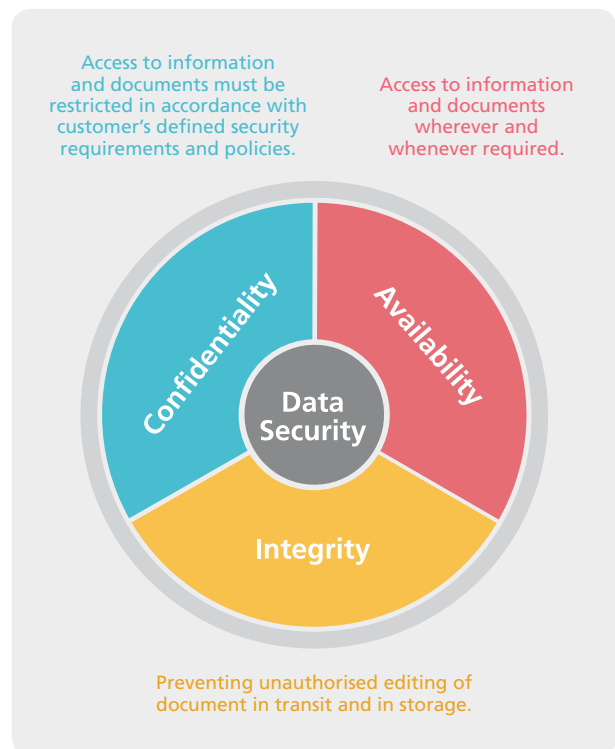 Access to information
and documents must be
restricted in accordance with
customer's defined security
requirements and policies.
Access to information
and documents
wherever and
whenever required.
Confidentiality
Availability
Data
Security
Integrity
Preventing unauthorised editing of
document in transit and in storage.